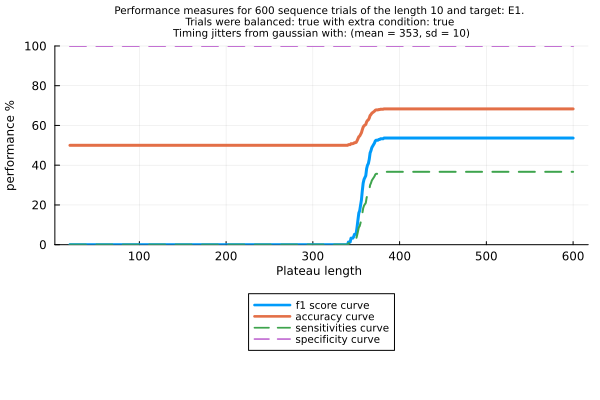 Performance measures for 600 sequence trials of the length 10 and target: E1.
Trials were balanced: true with extra condition: true
Timing jitters from gaussian with: (mean = 353, sd = 10)
100
80
60
40
20
0
performance %
100 200 300 400 500 600
Plateau length
f1 score curve
accuracy curve
sensitivities curve
specificity curve